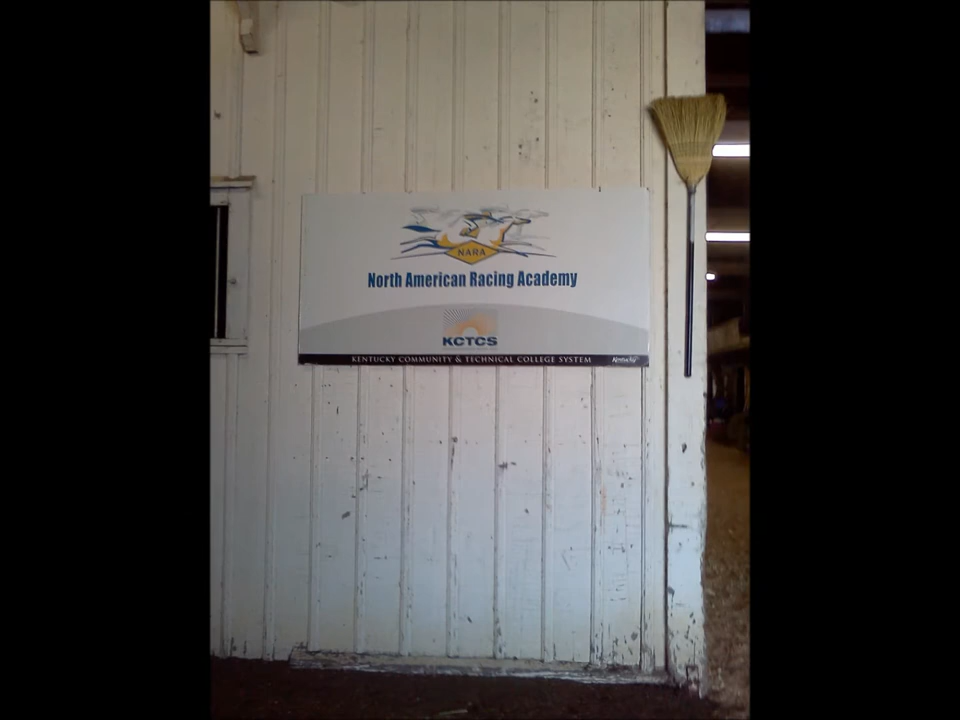 NARA
North American Racing Academy
KCTCS
KENTUCKY COMMUNITY & TECHNICAL COLLEGE SYSTEM